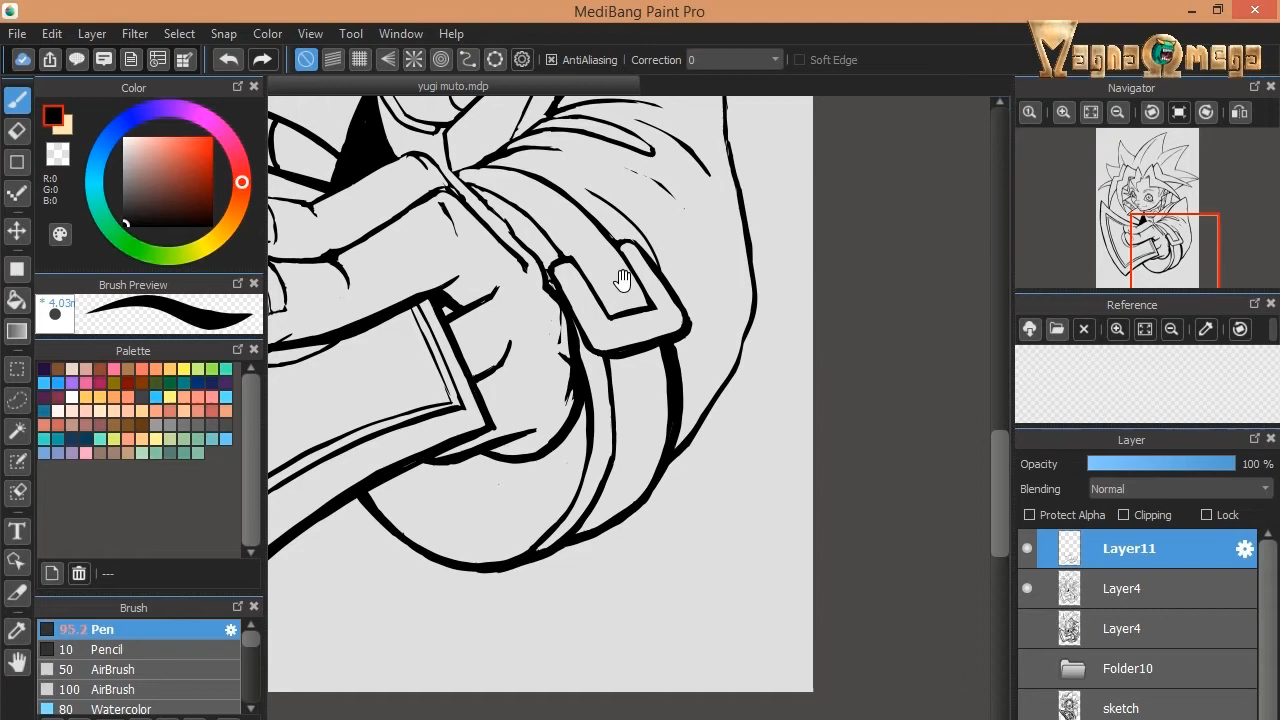 MediBang Paint Pro
File Edit Layer Filter Select Snap Color View Tool Window Help
MagnaOmega
AntiAliasing Correction 0 Soft Edge
Color
yugi muto.mdp
Navigator
R:0
G:0
B:0
Brush Preview
* 4.03m
Reference
Palette
Layer
Opacity 100 %
Blending Normal
Protect Alpha Clipping Lock
Layer11
Layer4
Layer4
Folder10
sketch
T
---
Brush
95.2 Pen
10 Pencil
50 AirBrush
100 AirBrush
80 Watercolor